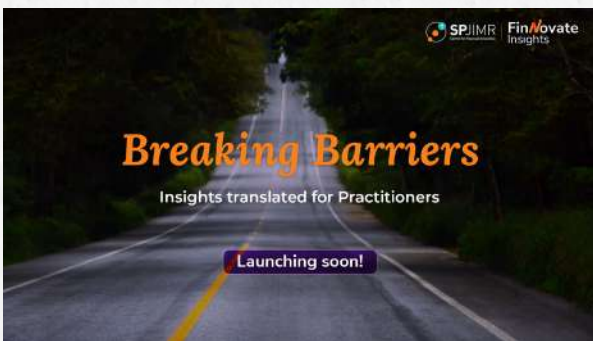 SPJIMR
FinNovate
Insights
Breaking Barriers
Insights translated for Practitioners
Launching soon!